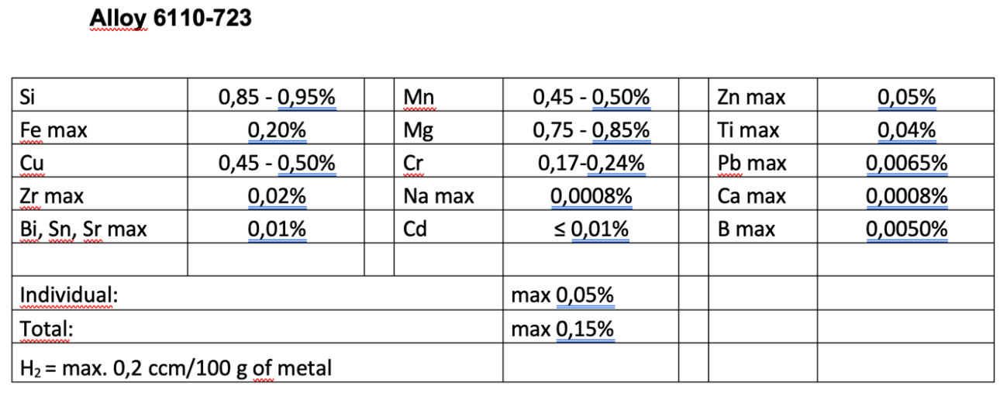 Alloy 6110-723
Si 0,85 - 0,95% Mn 0,45 - 0,50% Zn max 0,05%
Fe max 0,20% Mg 0,75 - 0,85% Ti max 0,04%
Cu 0,45 - 0,50% Cr 0,17-0,24% Pb max 0,0065%
Zr max 0,02% Na max 0,0008% Ca max 0,0008%
Bi, Sn, Sr max 0,01% Cd ≤ 0,01% B max 0,0050%
Individual: max 0,05%
Total: max 0,15%
H₂ = max. 0,2 ccm/100 g of metal